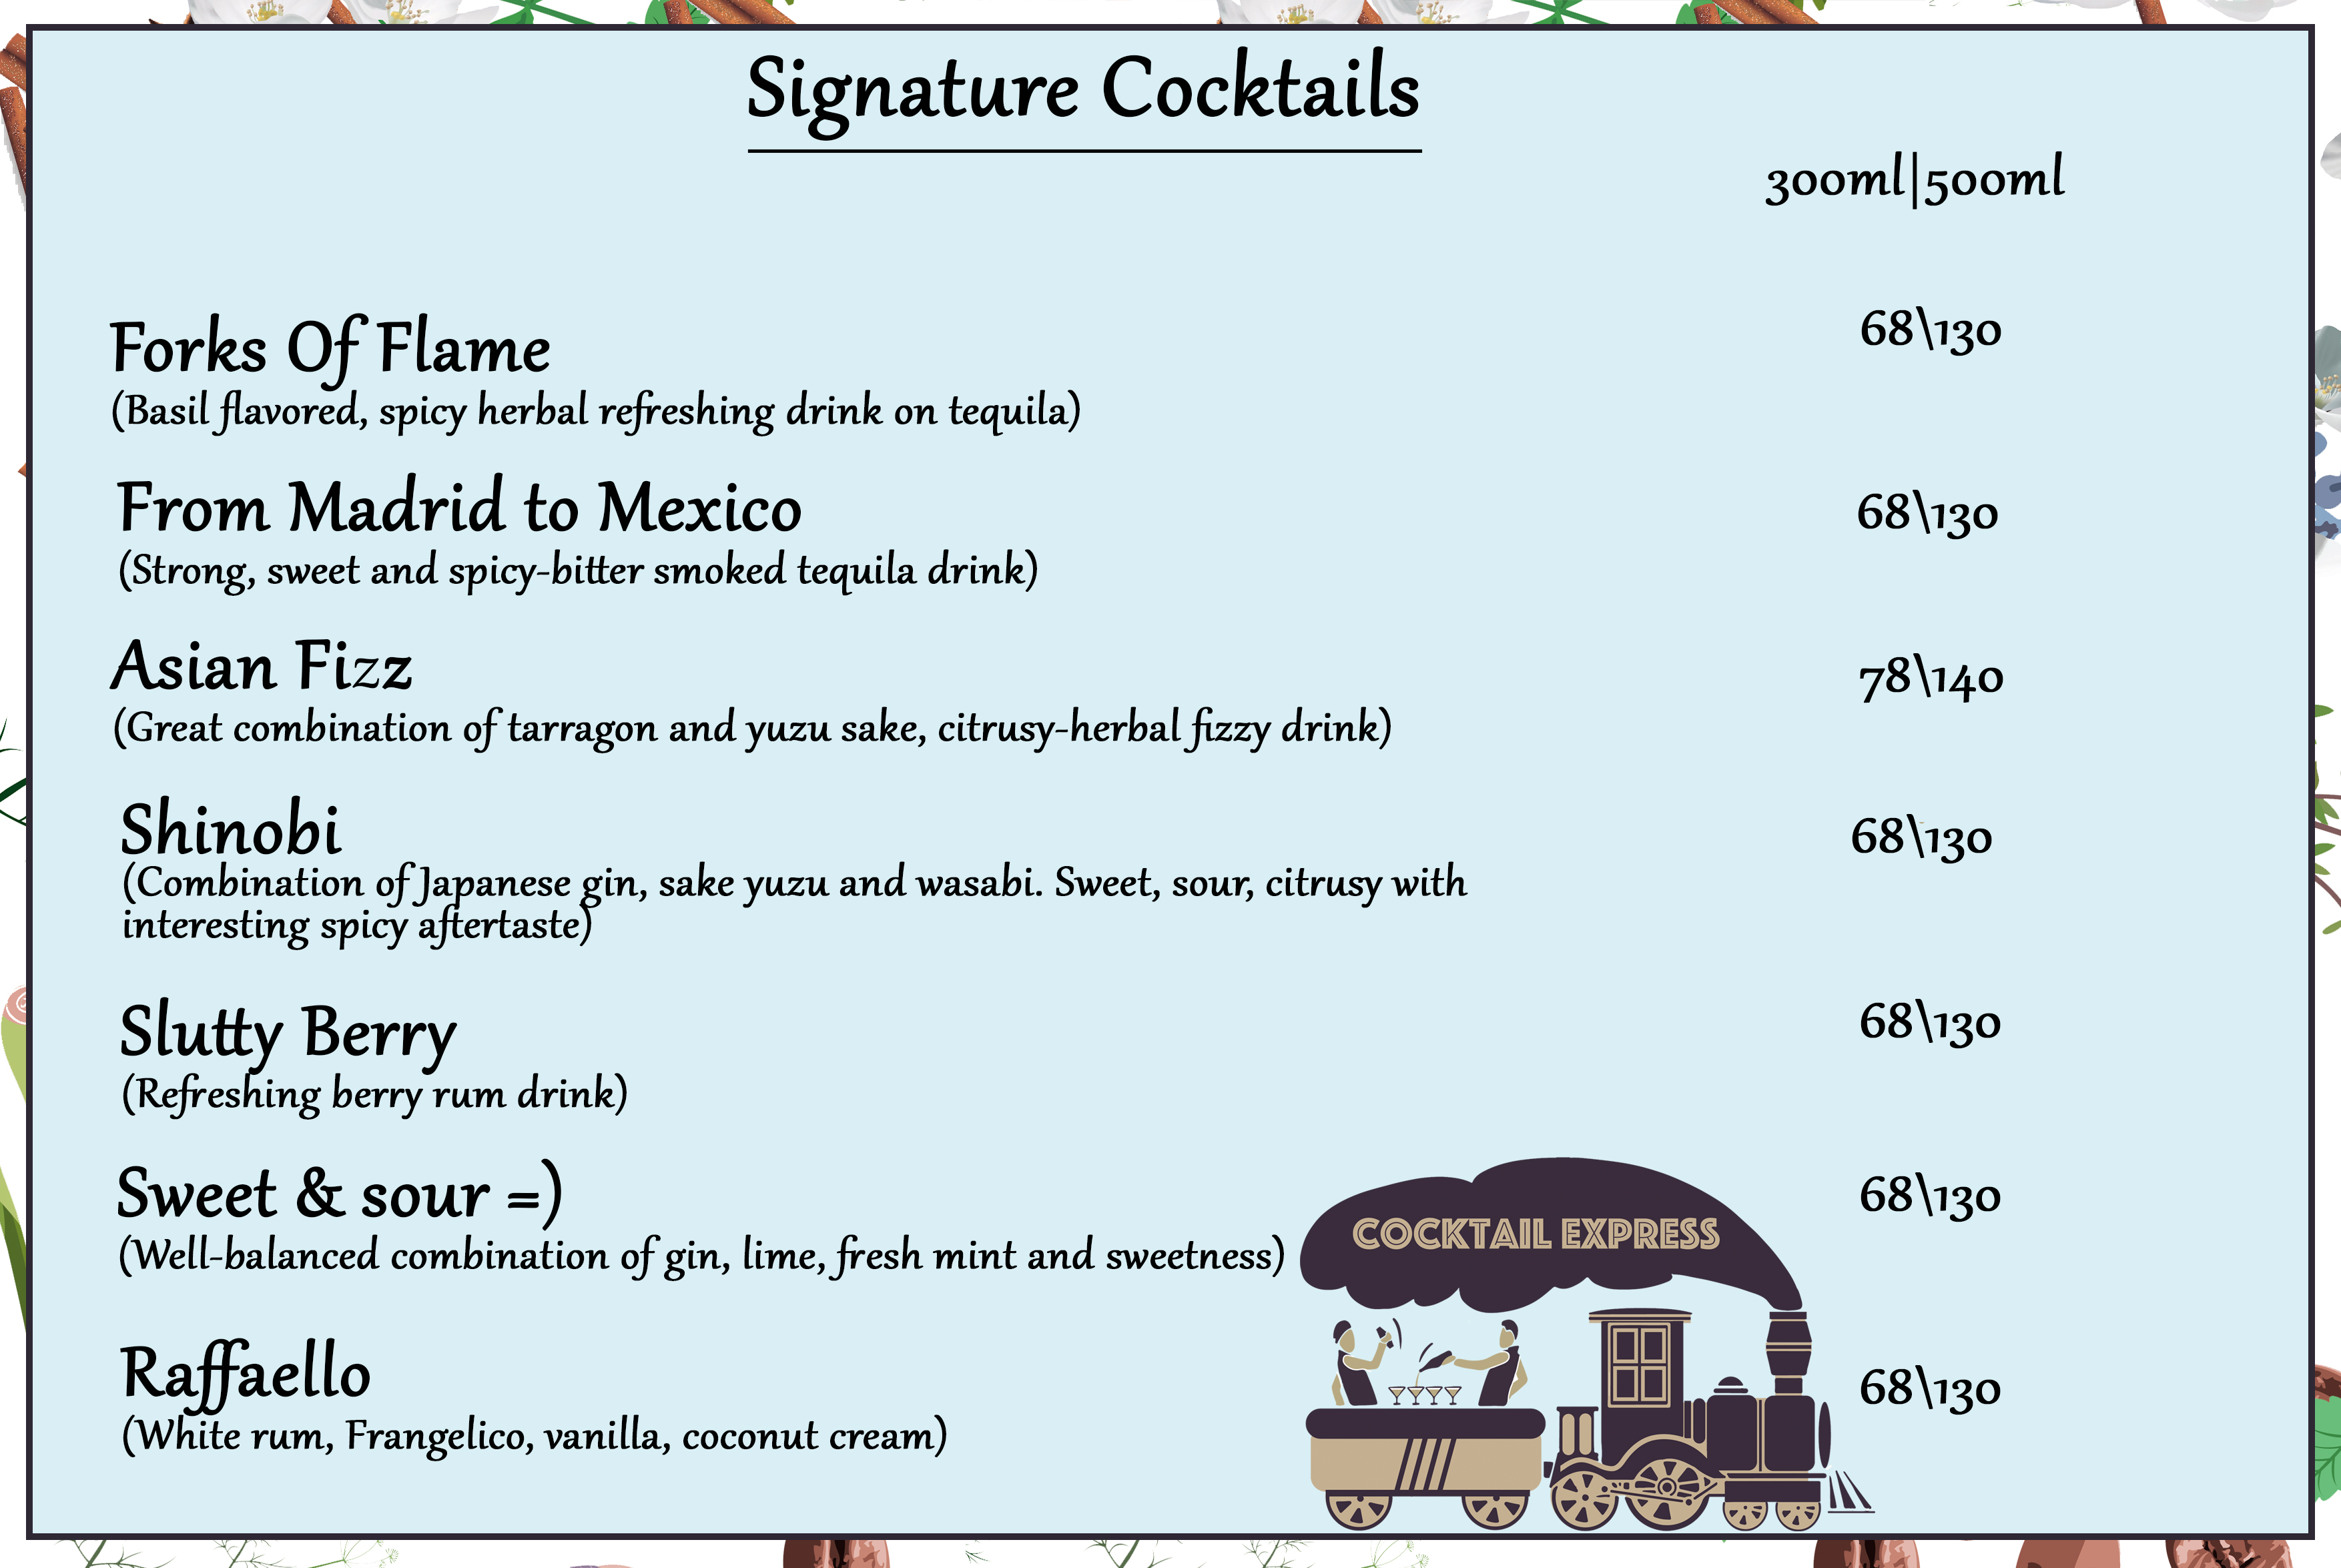 Signature Cocktails
300ml|500ml
Forks Of Flame 68\130
(Basil flavored, spicy herbal refreshing drink on tequila)
From Madrid to Mexico 68\130
(Strong, sweet and spicy-bitter smoked tequila drink)
Asian Fizz 78\140
(Great combination of tarragon and yuzu sake, citrusy-herbal fizzy drink)
Shinobi 68\130
(Combination of Japanese gin, sake yuzu and wasabi. Sweet, sour, citrusy with
interesting spicy aftertaste)
Slutty Berry 68\130
(Refreshing berry rum drink)
Sweet & sour =) 68\130
(Well-balanced combination of gin, lime, fresh mint and sweetness)
COCKTAIL EXPRESS
Raffaello 68\130
(White rum, Frangelico, vanilla, coconut cream)